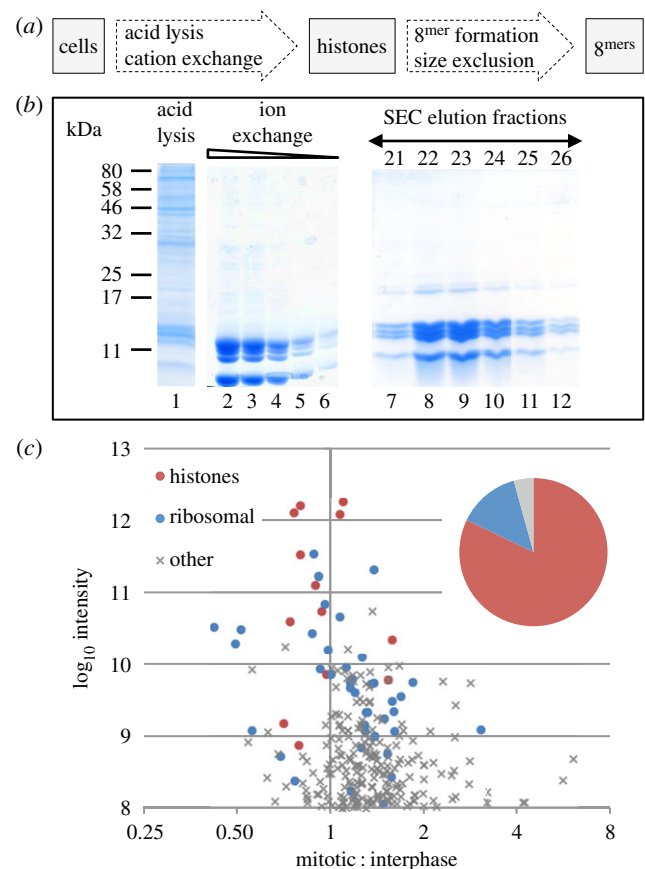 (a)
cells
acid lysis
cation exchange
histones
8mer formation
size exclusion
8mers
(b)
kDa
acid
lysis
ion
exchange
SEC elution fractions
21 22 23 24 25 26
80
58
46
32
25
17
11
1 2 3 4 5 6 7 8 9 10 11 12
(c)
13
12
11
10
9
8
log10 intensity
histones
ribosomal
other
0.25 0.50 1 2 4 8
mitotic : interphase